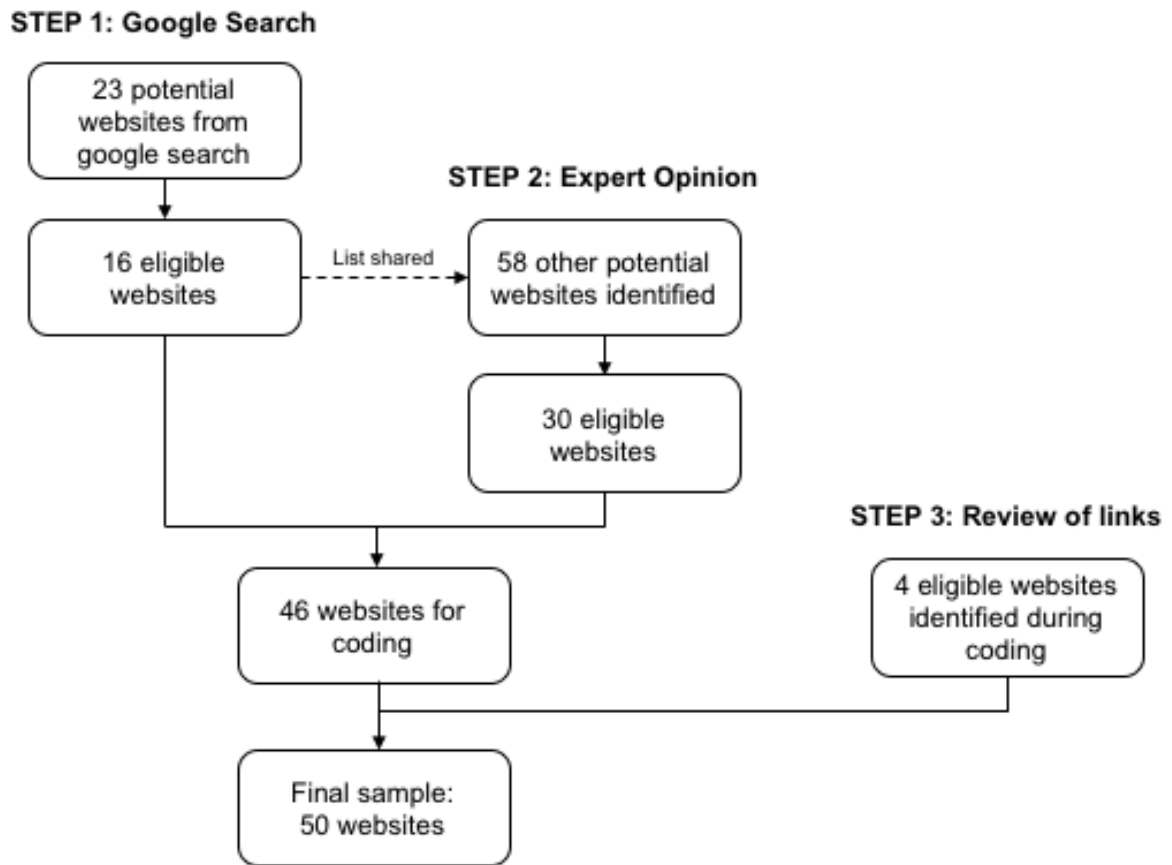 STEP 1: Google Search
23 potential
websites from
google search
STEP 2: Expert Opinion
16 eligible
websites
List shared
58 other potential
websites identified
30 eligible
websites
STEP 3: Review of links
46 websites for
coding
4 eligible websites
identified during
coding
Final sample:
50 websites